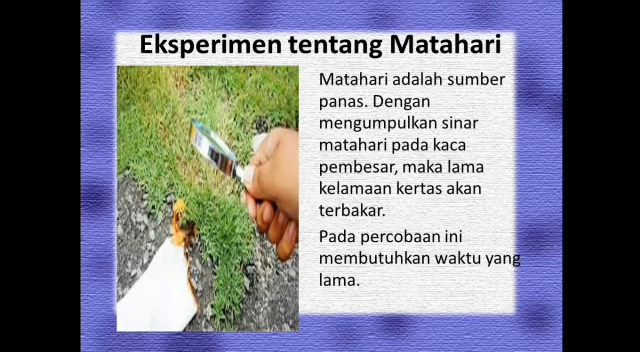 Eksperimen tentang Matahari
Matahari adalah sumber
panas. Dengan
mengumpulkan sinar
matahari pada kaca
pembesar, maka lama
kelamaan kertas akan
terbakar.
Pada percobaan ini
membutuhkan waktu yang
lama.